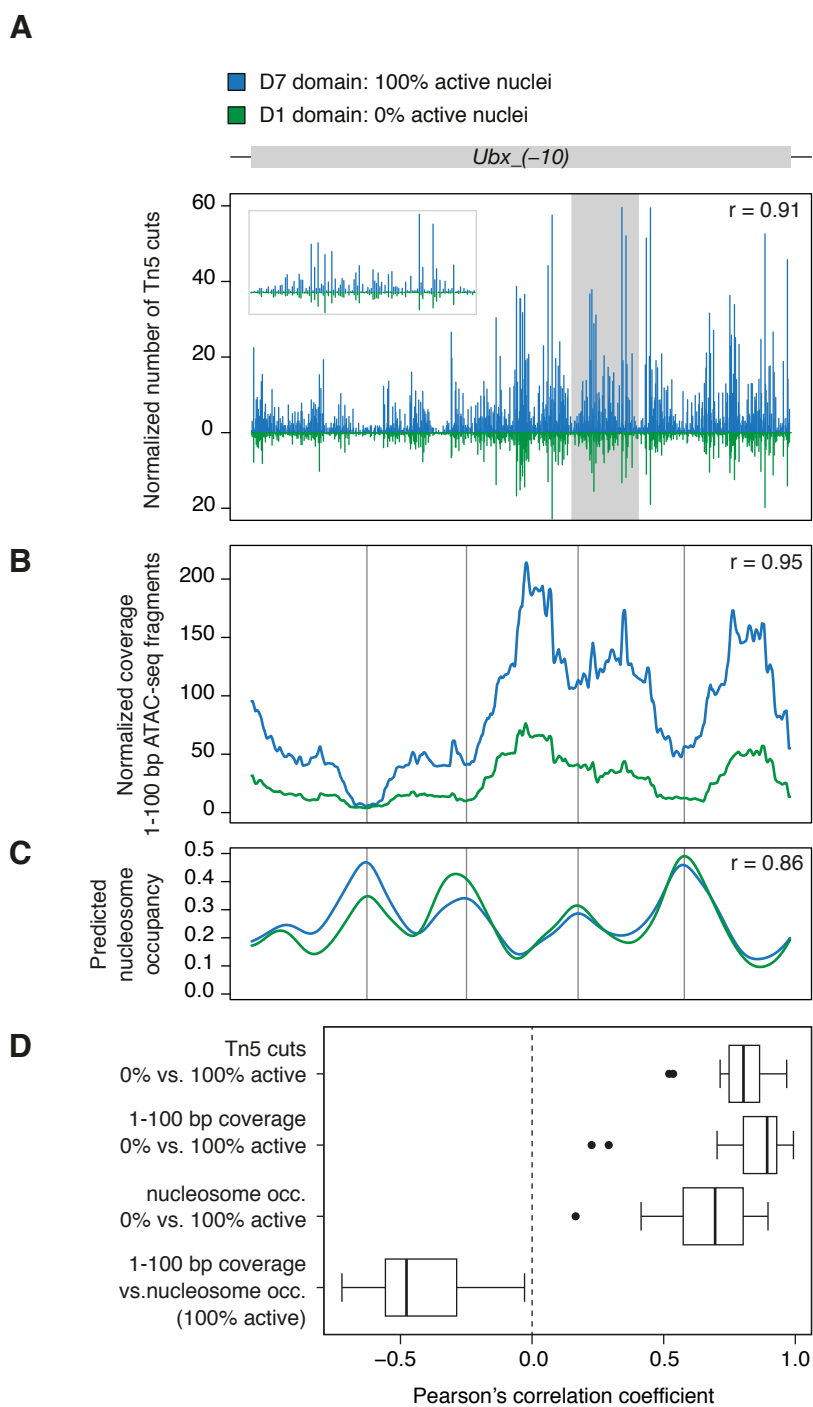 A
D7 domain: 100% active nuclei
D1 domain: 0% active nuclei
Ubx_(−10)
Normalized number of Tn5 cuts
60
40
20
0
20
r = 0.91
B
Normalized coverage
1-100 bp ATAC-seq fragments
200
150
100
50
0
r = 0.95
C
Predicted
nucleosome
occupancy
0.5
0.4
0.3
0.2
0.1
0.0
r = 0.86
D
Tn5 cuts
0% vs. 100% active
1-100 bp coverage
0% vs. 100% active
nucleosome occ.
0% vs. 100% active
1-100 bp coverage
vs.nucleosome occ.
(100% active)
−0.5 0.0 0.5 1.0
Pearson's correlation coefficient